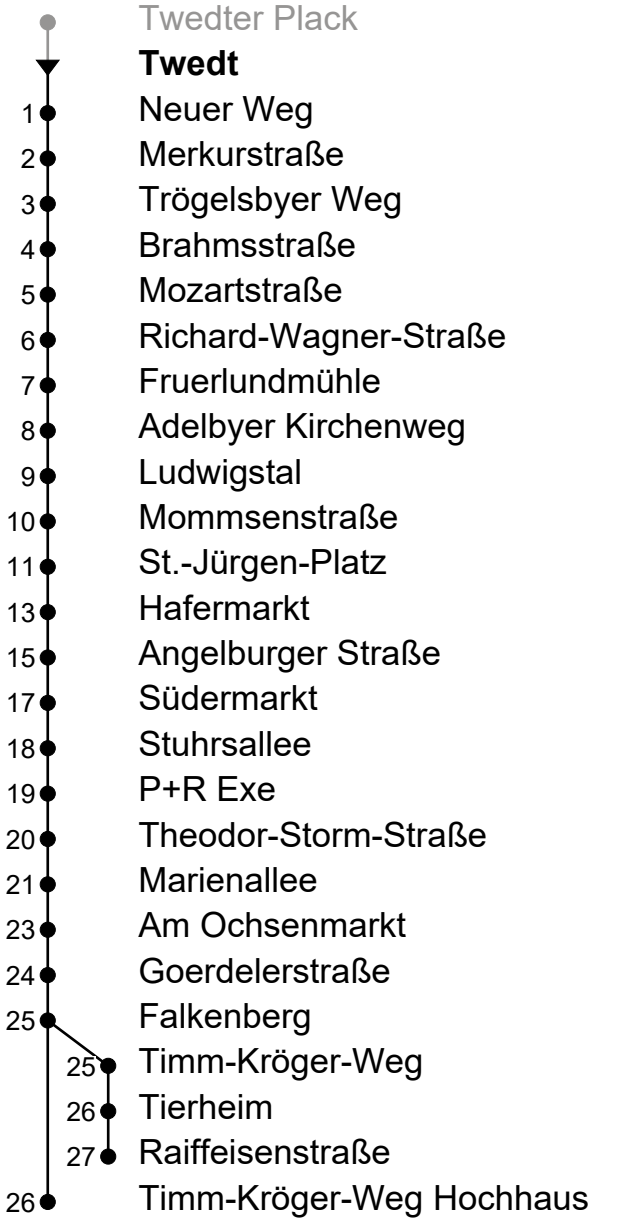 Twedter Plack
Twedt
1 Neuer Weg
2 Merkurstraße
3 Trögelsbyer Weg
4 Brahmsstraße
5 Mozartstraße
6 Richard-Wagner-Straße
7 Fruerlundmühle
8 Adelbyer Kirchenweg
9 Ludwigstal
10 Mommsenstraße
11 St.-Jürgen-Platz
13 Hafermarkt
15 Angelburger Straße
17 Südermarkt
18 Stuhrsallee
19 P+R Exe
20 Theodor-Storm-Straße
21 Marienallee
23 Am Ochsenmarkt
24 Goerdelerstraße
25 Falkenberg
25 Timm-Kröger-Weg
26 Tierheim
27 Raiffeisenstraße
26 Timm-Kröger-Weg Hochhaus